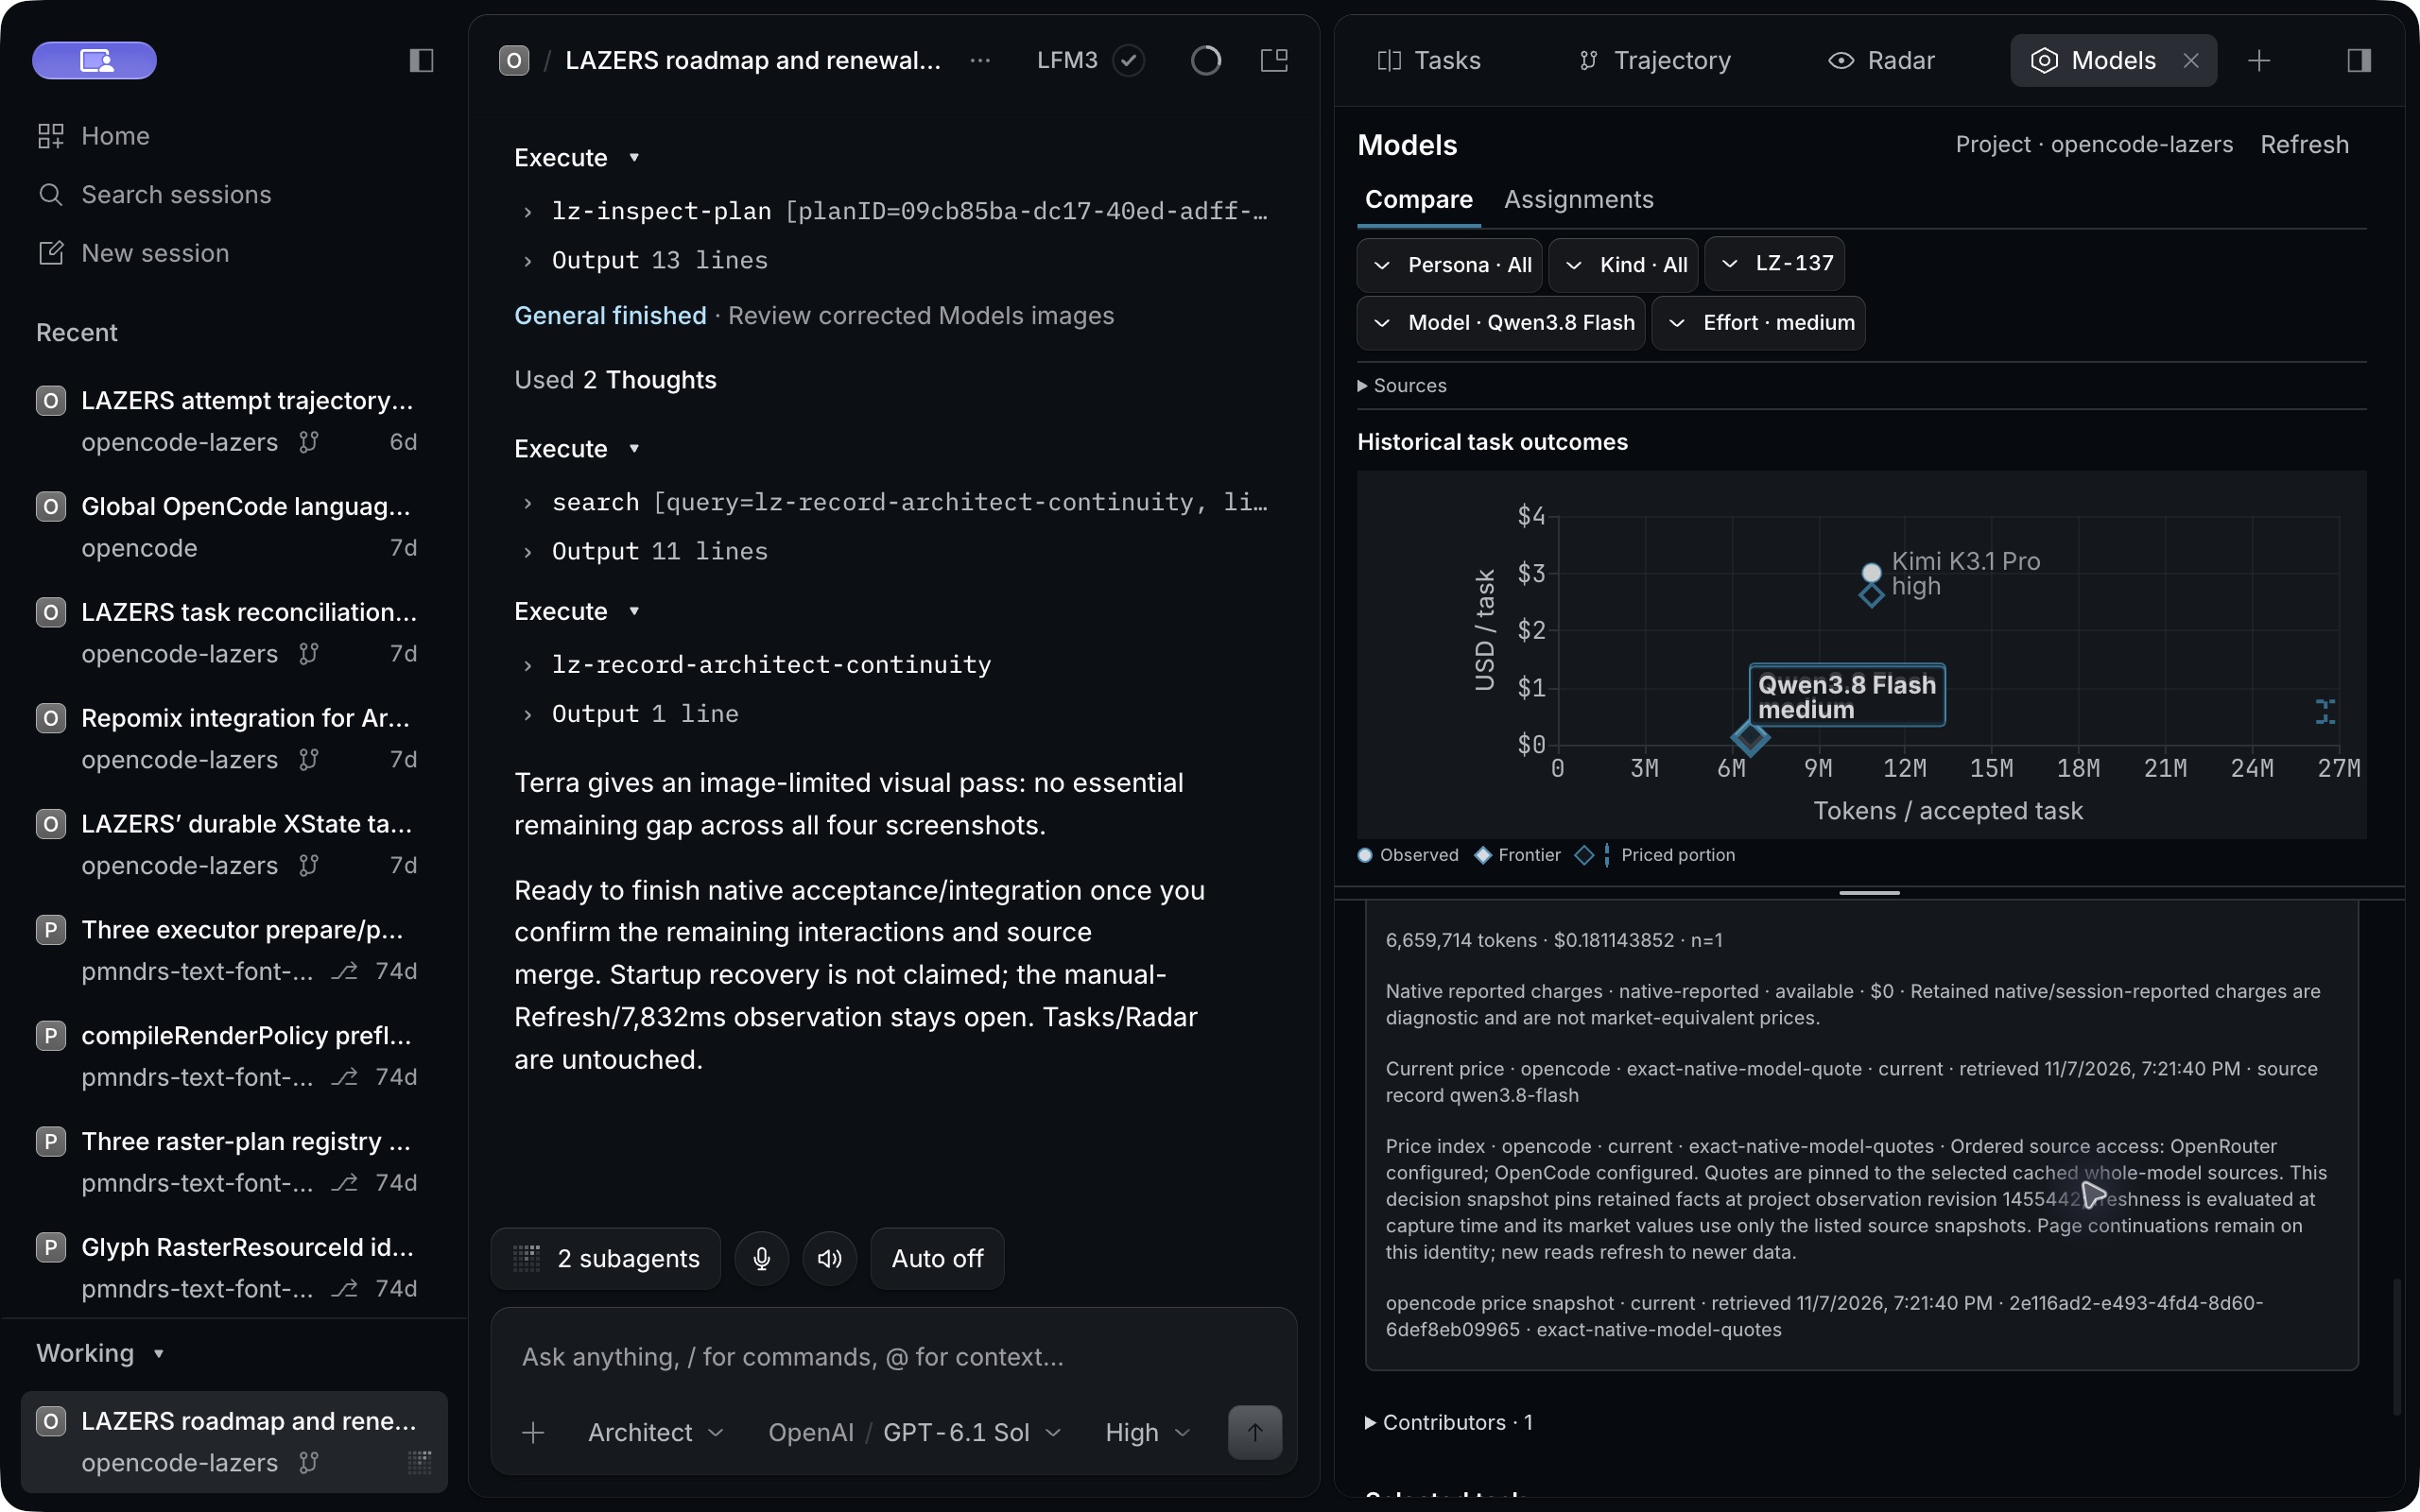 Home
Search sessions
New session
Recent
O LAZERS attempt trajectory...
opencode-lazers 6d
O Global OpenCode languag...
opencode 7d
O LAZERS task reconciliation...
opencode-lazers 7d
O Repomix integration for Ar...
opencode-lazers 7d
O LAZERS’ durable XState ta...
opencode-lazers 7d
P Three executor prepare/p...
pmndrs-text-font-... 74d
P compileRenderPolicy prefl...
pmndrs-text-font-... 74d
P Three raster-plan registry ...
pmndrs-text-font-... 74d
P Glyph RasterResourceId id...
pmndrs-text-font-... 74d
Working
O LAZERS roadmap and rene...
opencode-lazers
O / LAZERS roadmap and renewal... ... LFM3
Execute
lz-inspect-plan [planID=09cb85ba-dc17-40ed-adff-...
Output 13 lines
General finished · Review corrected Models images
Used 2 Thoughts
Execute
search [query=lz-record-architect-continuity, li...
Output 11 lines
Execute
lz-record-architect-continuity
Output 1 line
Terra gives an image-limited visual pass: no essential
remaining gap across all four screenshots.
Ready to finish native acceptance/integration once you
confirm the remaining interactions and source
merge. Startup recovery is not claimed; the manual-
Refresh/7,832ms observation stays open. Tasks/Radar
are untouched.
2 subagents
Auto off
Ask anything, / for commands, @ for context...
Architect OpenAI / GPT-6.1 Sol High
Tasks Trajectory Radar Models
Models Project · opencode-lazers Refresh
Compare Assignments
Persona · All Kind · All LZ-137
Model · Qwen3.8 Flash Effort · medium
Sources
Historical task outcomes
USD / task
$4
$3
$2
$1
$0
Kimi K3.1 Pro
high
Qwen3.8 Flash
medium
0 3M 6M 9M 12M 15M 18M 21M 24M 27M
Tokens / accepted task
Observed Frontier Priced portion
6,659,714 tokens · $0.181143852 · n=1
Native reported charges · native-reported · available · $0 · Retained native/session-reported charges are
diagnostic and are not market-equivalent prices.
Current price · opencode · exact-native-model-quote · current · retrieved 11/7/2026, 7:21:40 PM · source
record qwen3.8-flash
Price index · opencode · current · exact-native-model-quotes · Ordered source access: OpenRouter
configured; OpenCode configured. Quotes are pinned to the selected cached whole-model sources. This
decision snapshot pins retained facts at project observation revision is evaluated at
capture time and its market values use only the listed source snapshots. Page continuations remain on
this identity; new reads refresh to newer data.
opencode price snapshot · current · retrieved 11/7/2026, 7:21:40 PM · 2e116ad2-e493-4fd4-8d60-
6def8eb09965 · exact-native-model-quotes
Contributors · 1